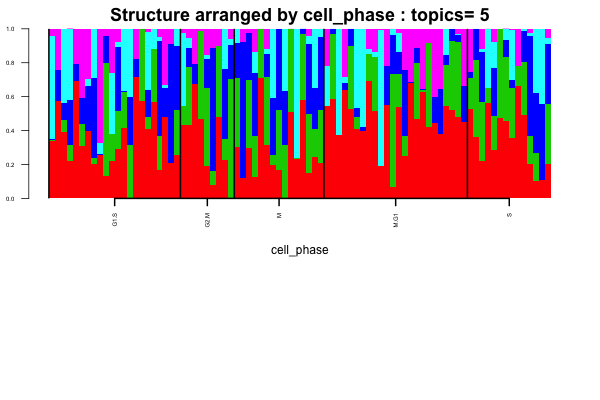 Structure arranged by cell_phase : topics= 5
1.0
0.8
0.6
0.4
0.2
0.0
G1.S
G2.M
M
M.G1
S
cell_phase